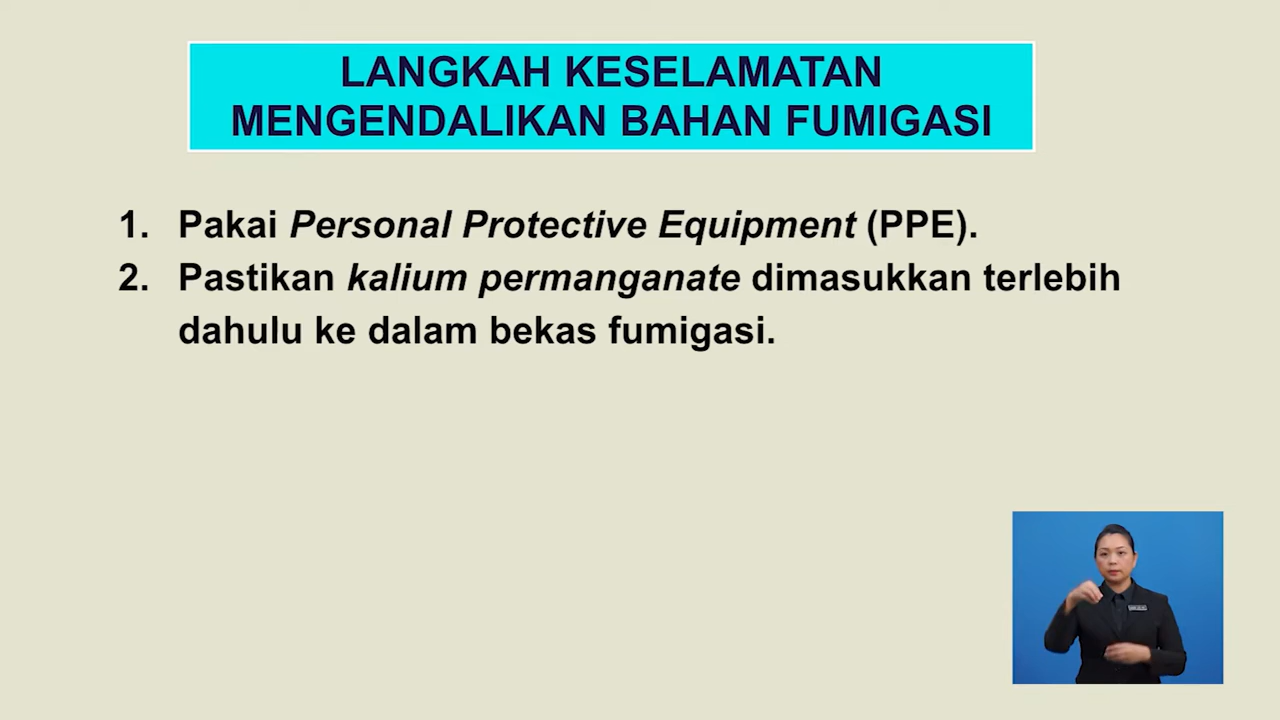 LANGKAH KESELAMATAN
MENGENDALIKAN BAHAN FUMIGASI
1. Pakai Personal Protective Equipment (PPE).
2. Pastikan kalium permanganate dimasukkan terlebih
dahulu ke dalam bekas fumigasi.